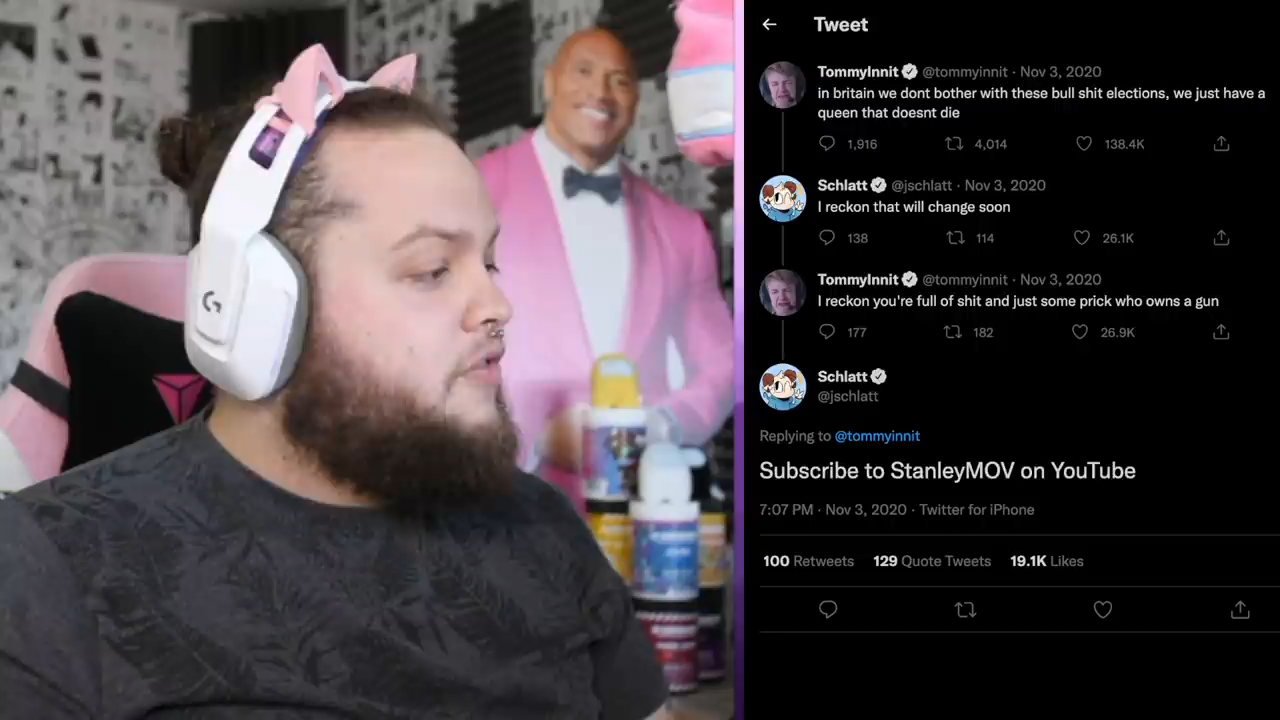 Tweet
TommyInnit @tommyinnit · Nov 3, 2020
in britain we dont bother with these bull shit elections, we just have a
queen that doesnt die
1,916 4,014 138.4K
Schlatt @jschlatt · Nov 3, 2020
I reckon that will change soon
138 114 26.1K
TommyInnit @tommyinnit · Nov 3, 2020
I reckon you're full of shit and just some prick who owns a gun
177 182 26.9K
Schlatt
@jschlatt
Replying to @tommyinnit
Subscribe to StanleyMOV on YouTube
7:07 PM · Nov 3, 2020 · Twitter for iPhone
100 Retweets 129 Quote Tweets 19.1K Likes